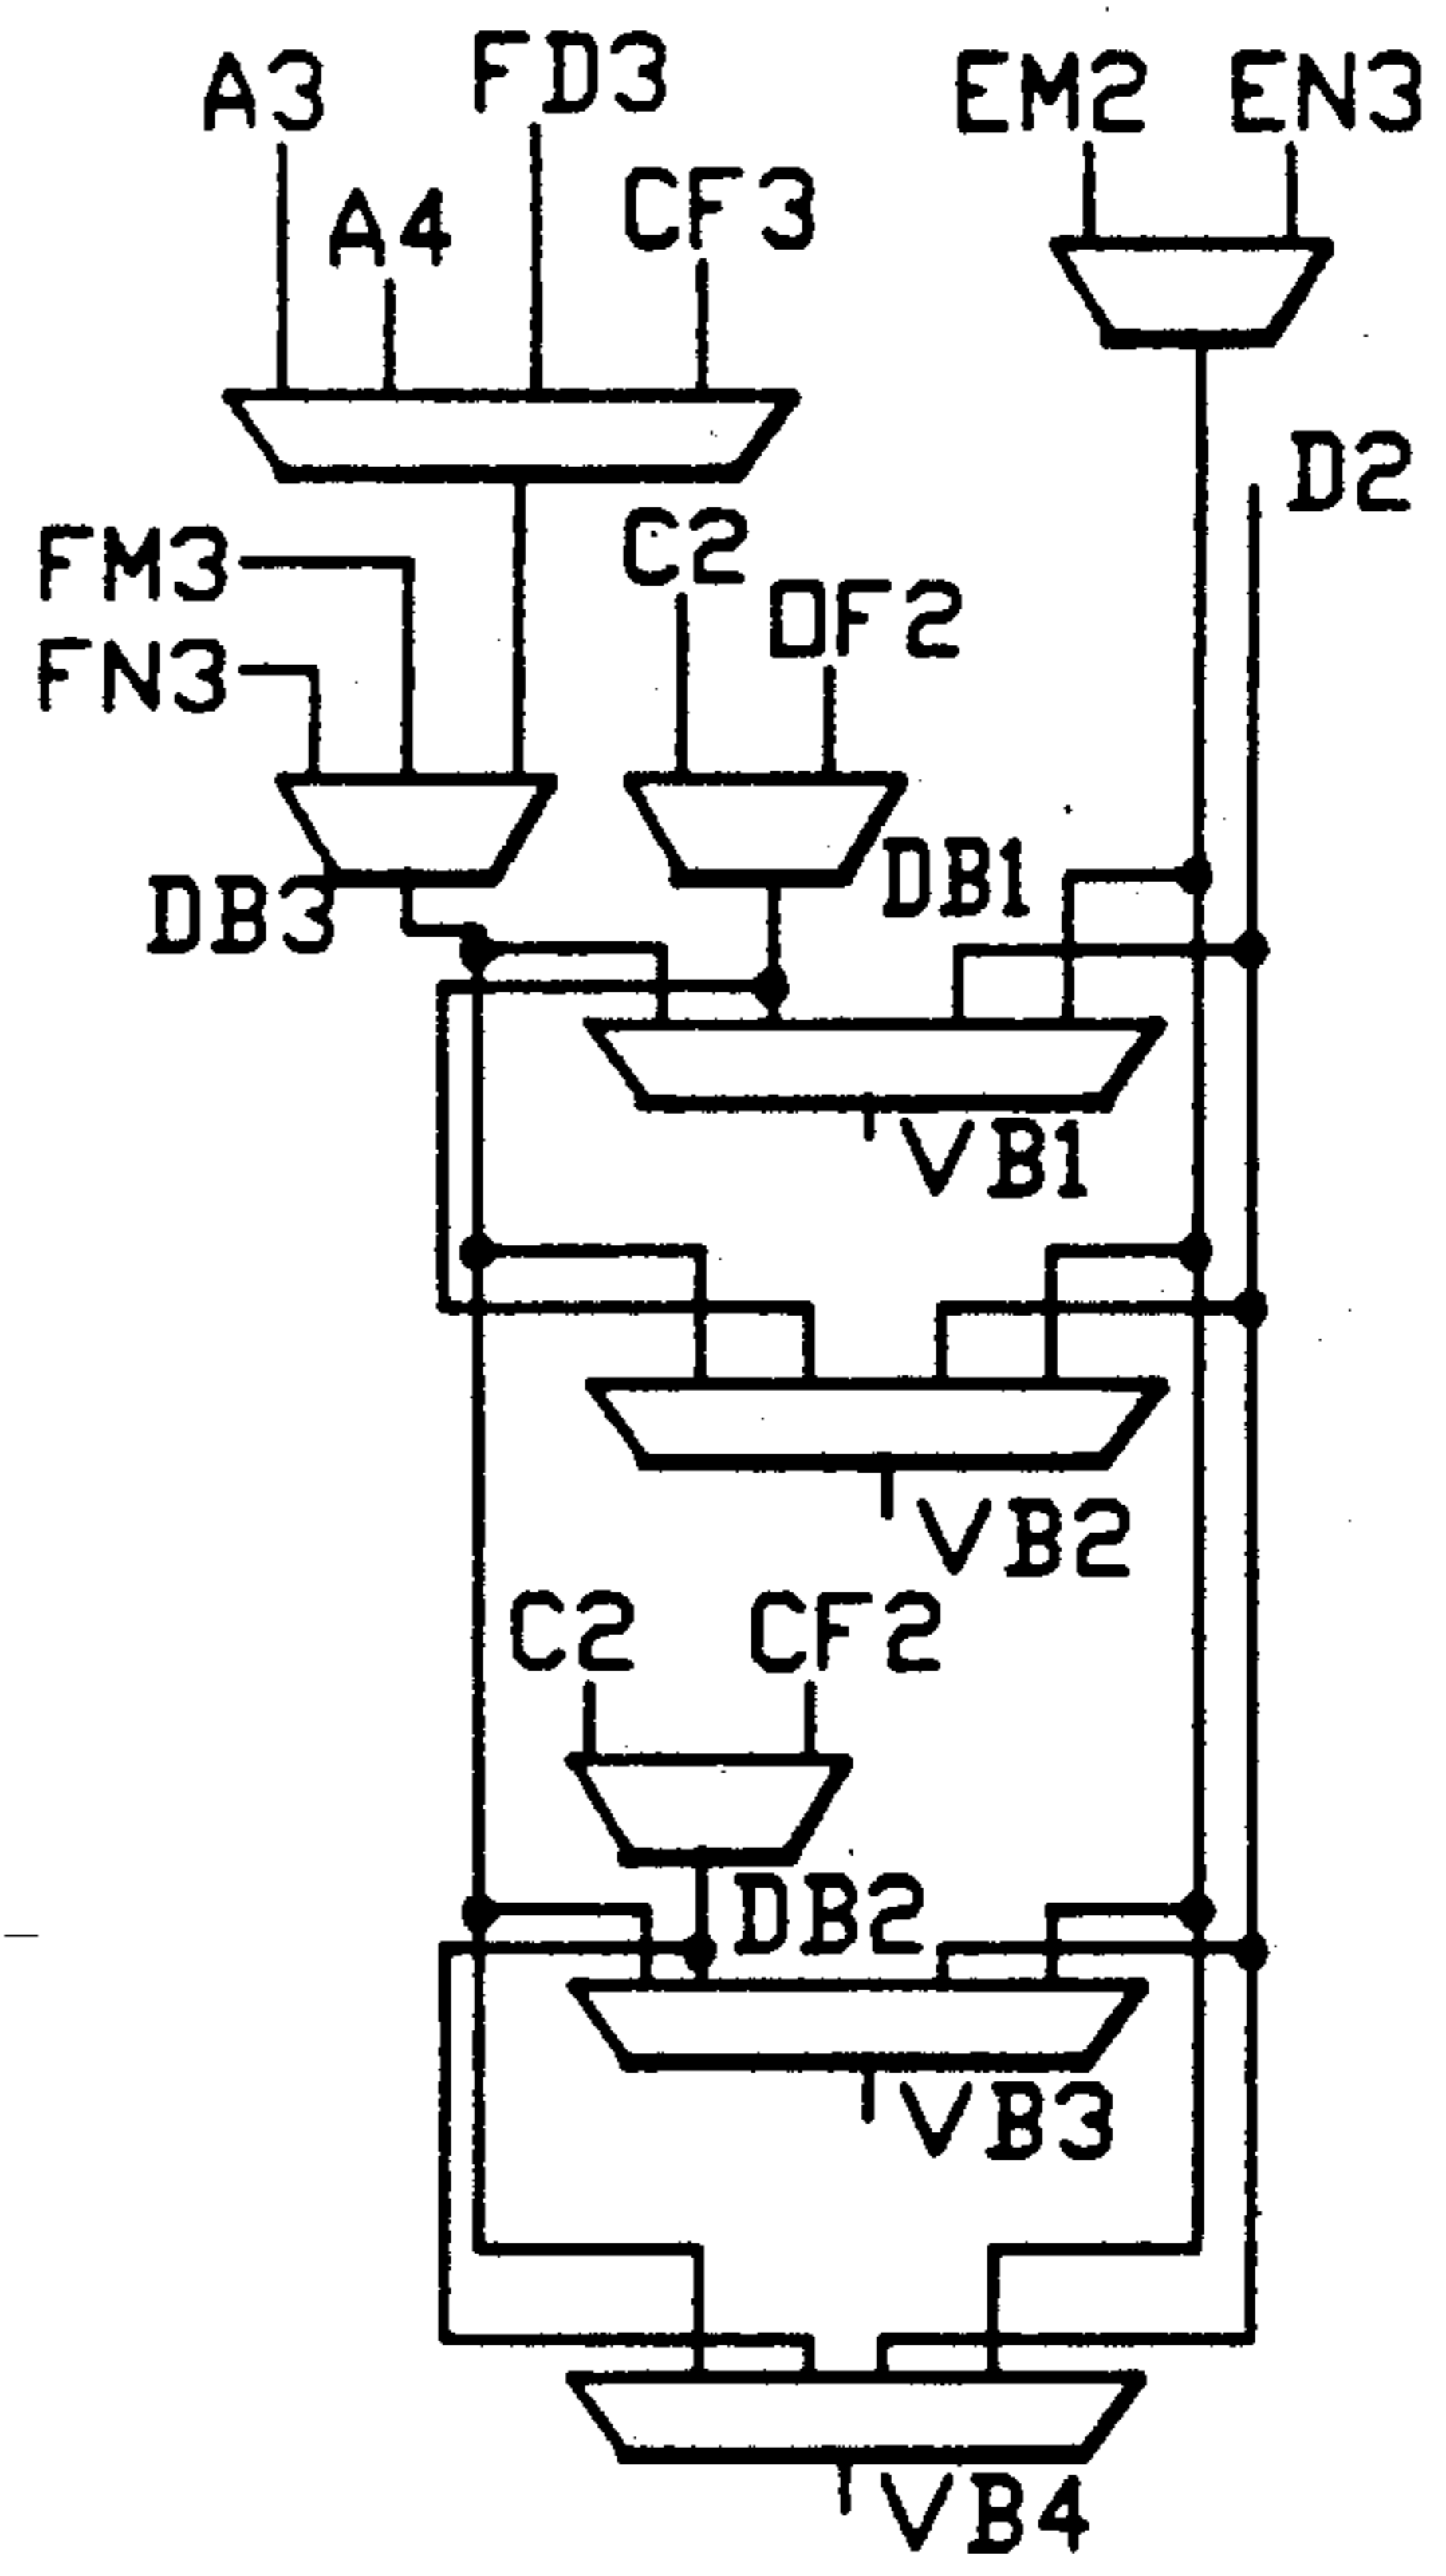 A3
FD3
EM2
EN3
A4
CF3
D2
C2
FM3
DF2
FN3
DB1
DB3
VB1
VB2
C2
CF2
DB2
VB3
VB4